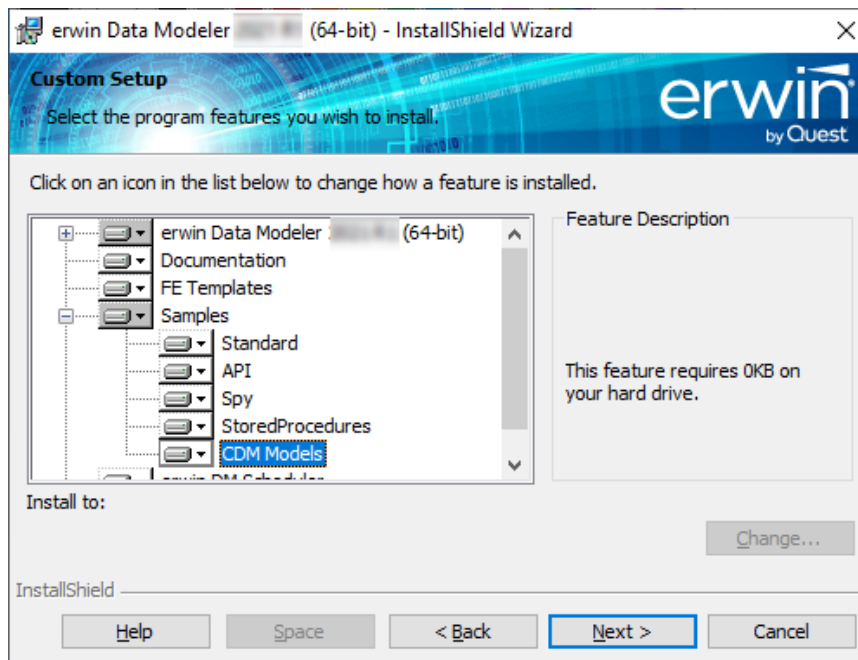 erwin Data Modeler (64-bit) - InstallShield Wizard
Custom Setup
Select the program features you wish to install.
erwin
by Quest
Click on an icon in the list below to change how a feature is installed.
erwin Data Modeler (64-bit)
Documentation
FE Templates
Samples
Standard
API
Spy
StoredProcedures
CDM Models
erwin DM Scheduler
Feature Description
This feature requires 0KB on
your hard drive.
Install to:
Change...
InstallShield
Help
Space
< Back
Next >
Cancel